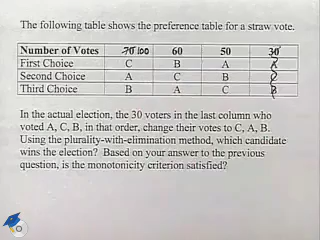 The following table shows the preference table for a straw vote.
Number of Votes 70 100 60 50 30
First Choice C B A A
Second Choice A C B C
Third Choice B A C B
In the actual election, the 30 voters in the last column who
voted A, C, B, in that order, change their votes to C, A, B.
Using the plurality-with-elimination method, which candidate
wins the election? Based on your answer to the previous
question, is the monotonicity criterion satisfied?